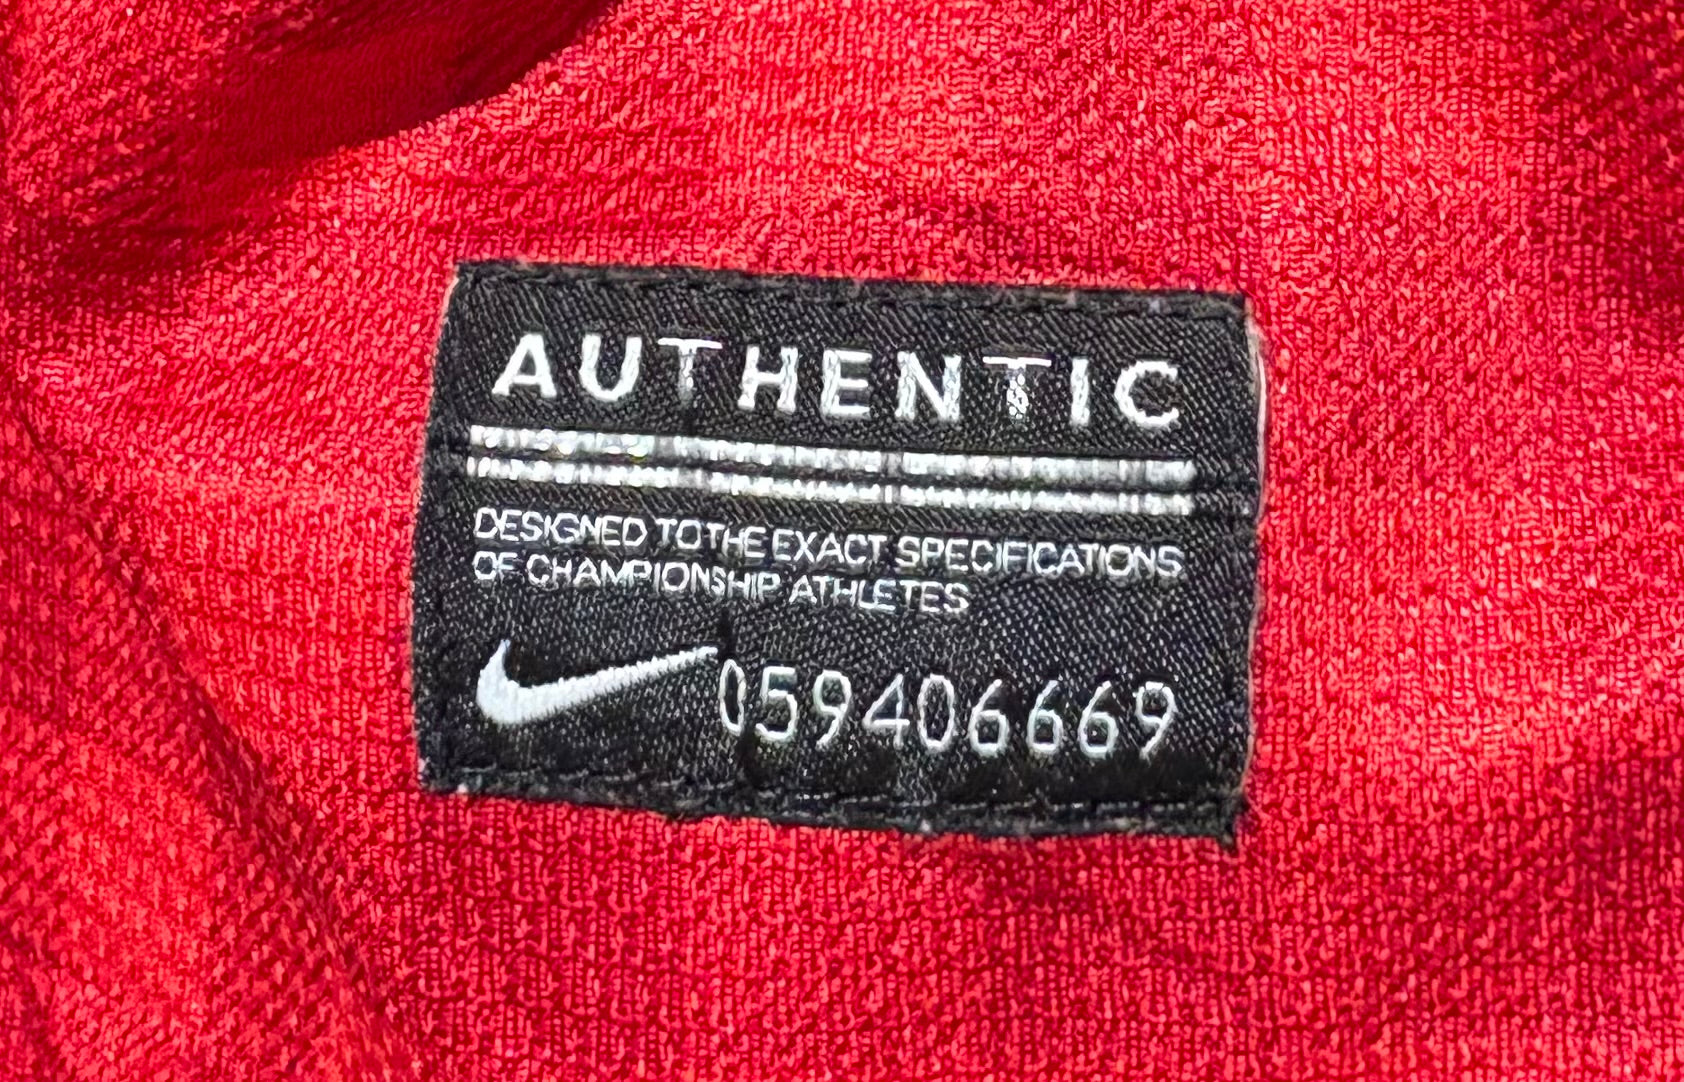 AUTHENTIC
DESIGNED TO THE EXACT SPECIFICATIONS
OF CHAMPIONSHIP ATHLETES
059406669